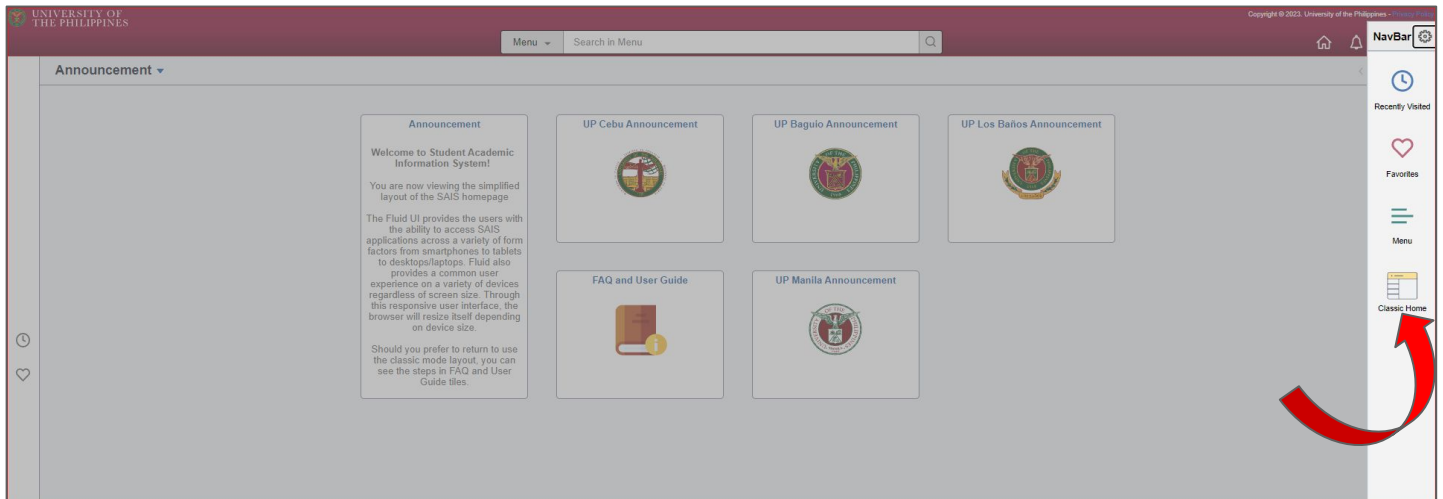 UNIVERSITY OF
THE PHILIPPINES
Copyright © 2023. University of the Philippines - Privacy Policy
Menu
Search in Menu
NavBar
Announcement
Recently Visited
Favorites
Menu
Classic Home
Announcement
Welcome to Student Academic
Information System!
You are now viewing the simplified
layout of the SAIS homepage
The Fluid UI provides the users with
the ability to access SAIS
applications across a variety of form
factors from smartphones to tablets
to desktops/laptops. Fluid also
provides a common user
experience on a variety of devices
regardless of screen size. Through
this responsive user interface, the
browser will resize itself depending
on device size.
Should you prefer to return to use
the classic mode layout, you can
see the steps in FAQ and User
Guide tiles.
UP Cebu Announcement
UP Baguio Announcement
UP Los Baños Announcement
FAQ and User Guide
UP Manila Announcement